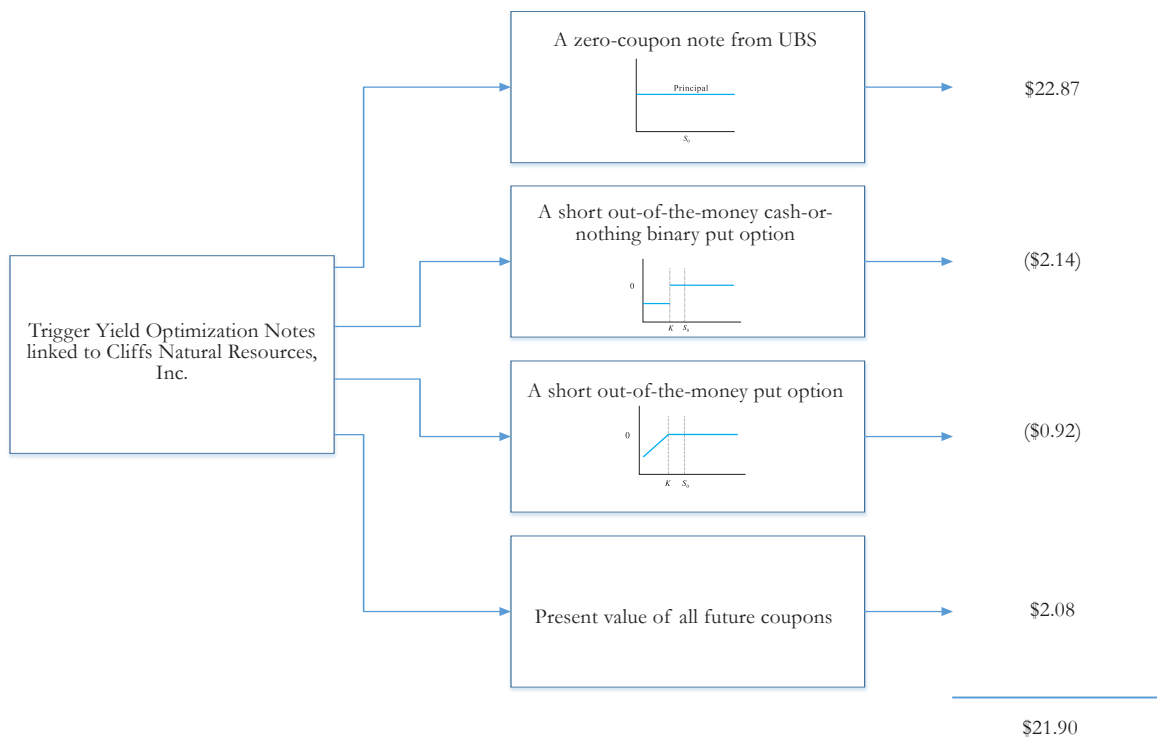 A zero-coupon note from UBS
Principal
S₀
$22.87
A short out-of-the-money cash-or-
nothing binary put option
0
K
S₀
($2.14)
Trigger Yield Optimization Notes
linked to Cliffs Natural Resources,
Inc.
A short out-of-the-money put option
0
K
S₀
($0.92)
Present value of all future coupons
$2.08
$21.90